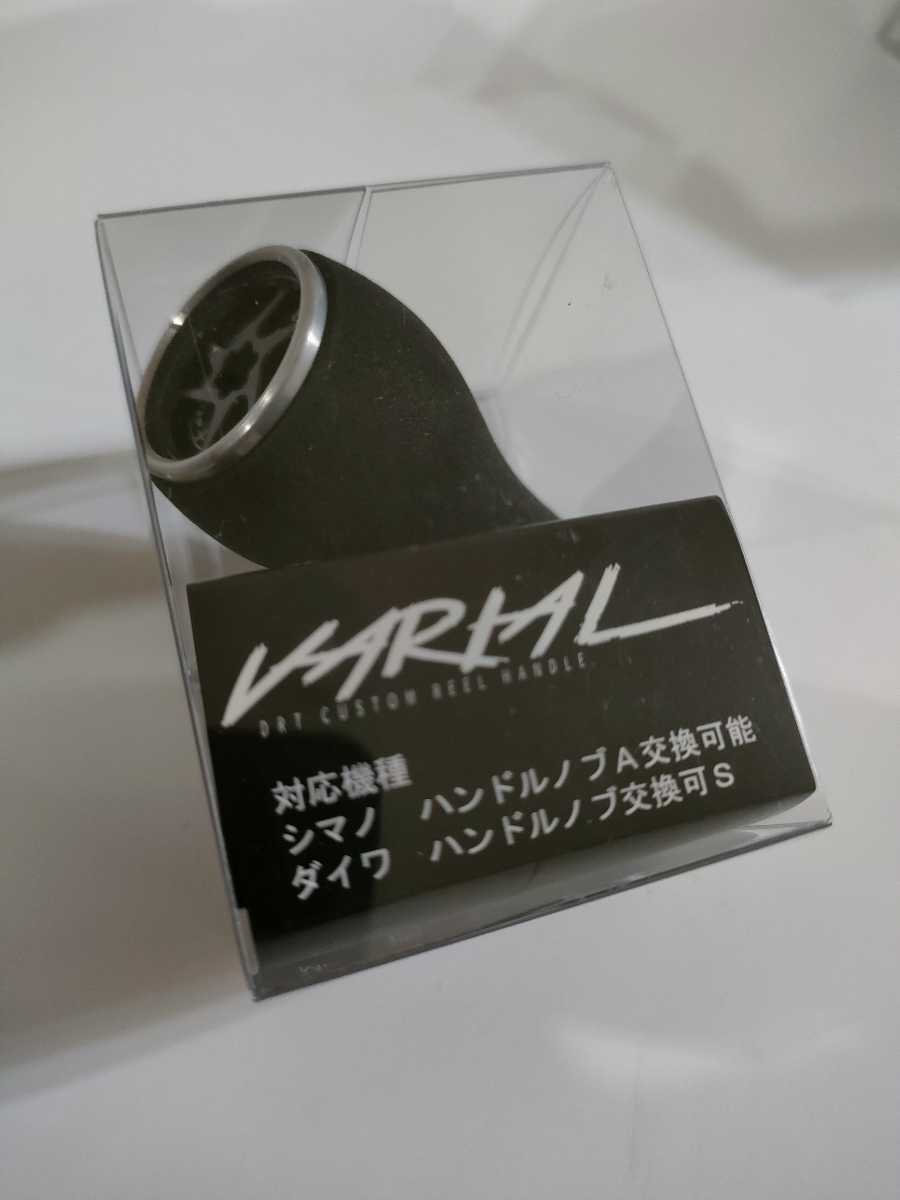 VARIAL
DRT CUSTOM REEL HANDLE
対応機種
シマノ ハンドルノブA交換可能
ダイワ ハンドルノブ交換可S